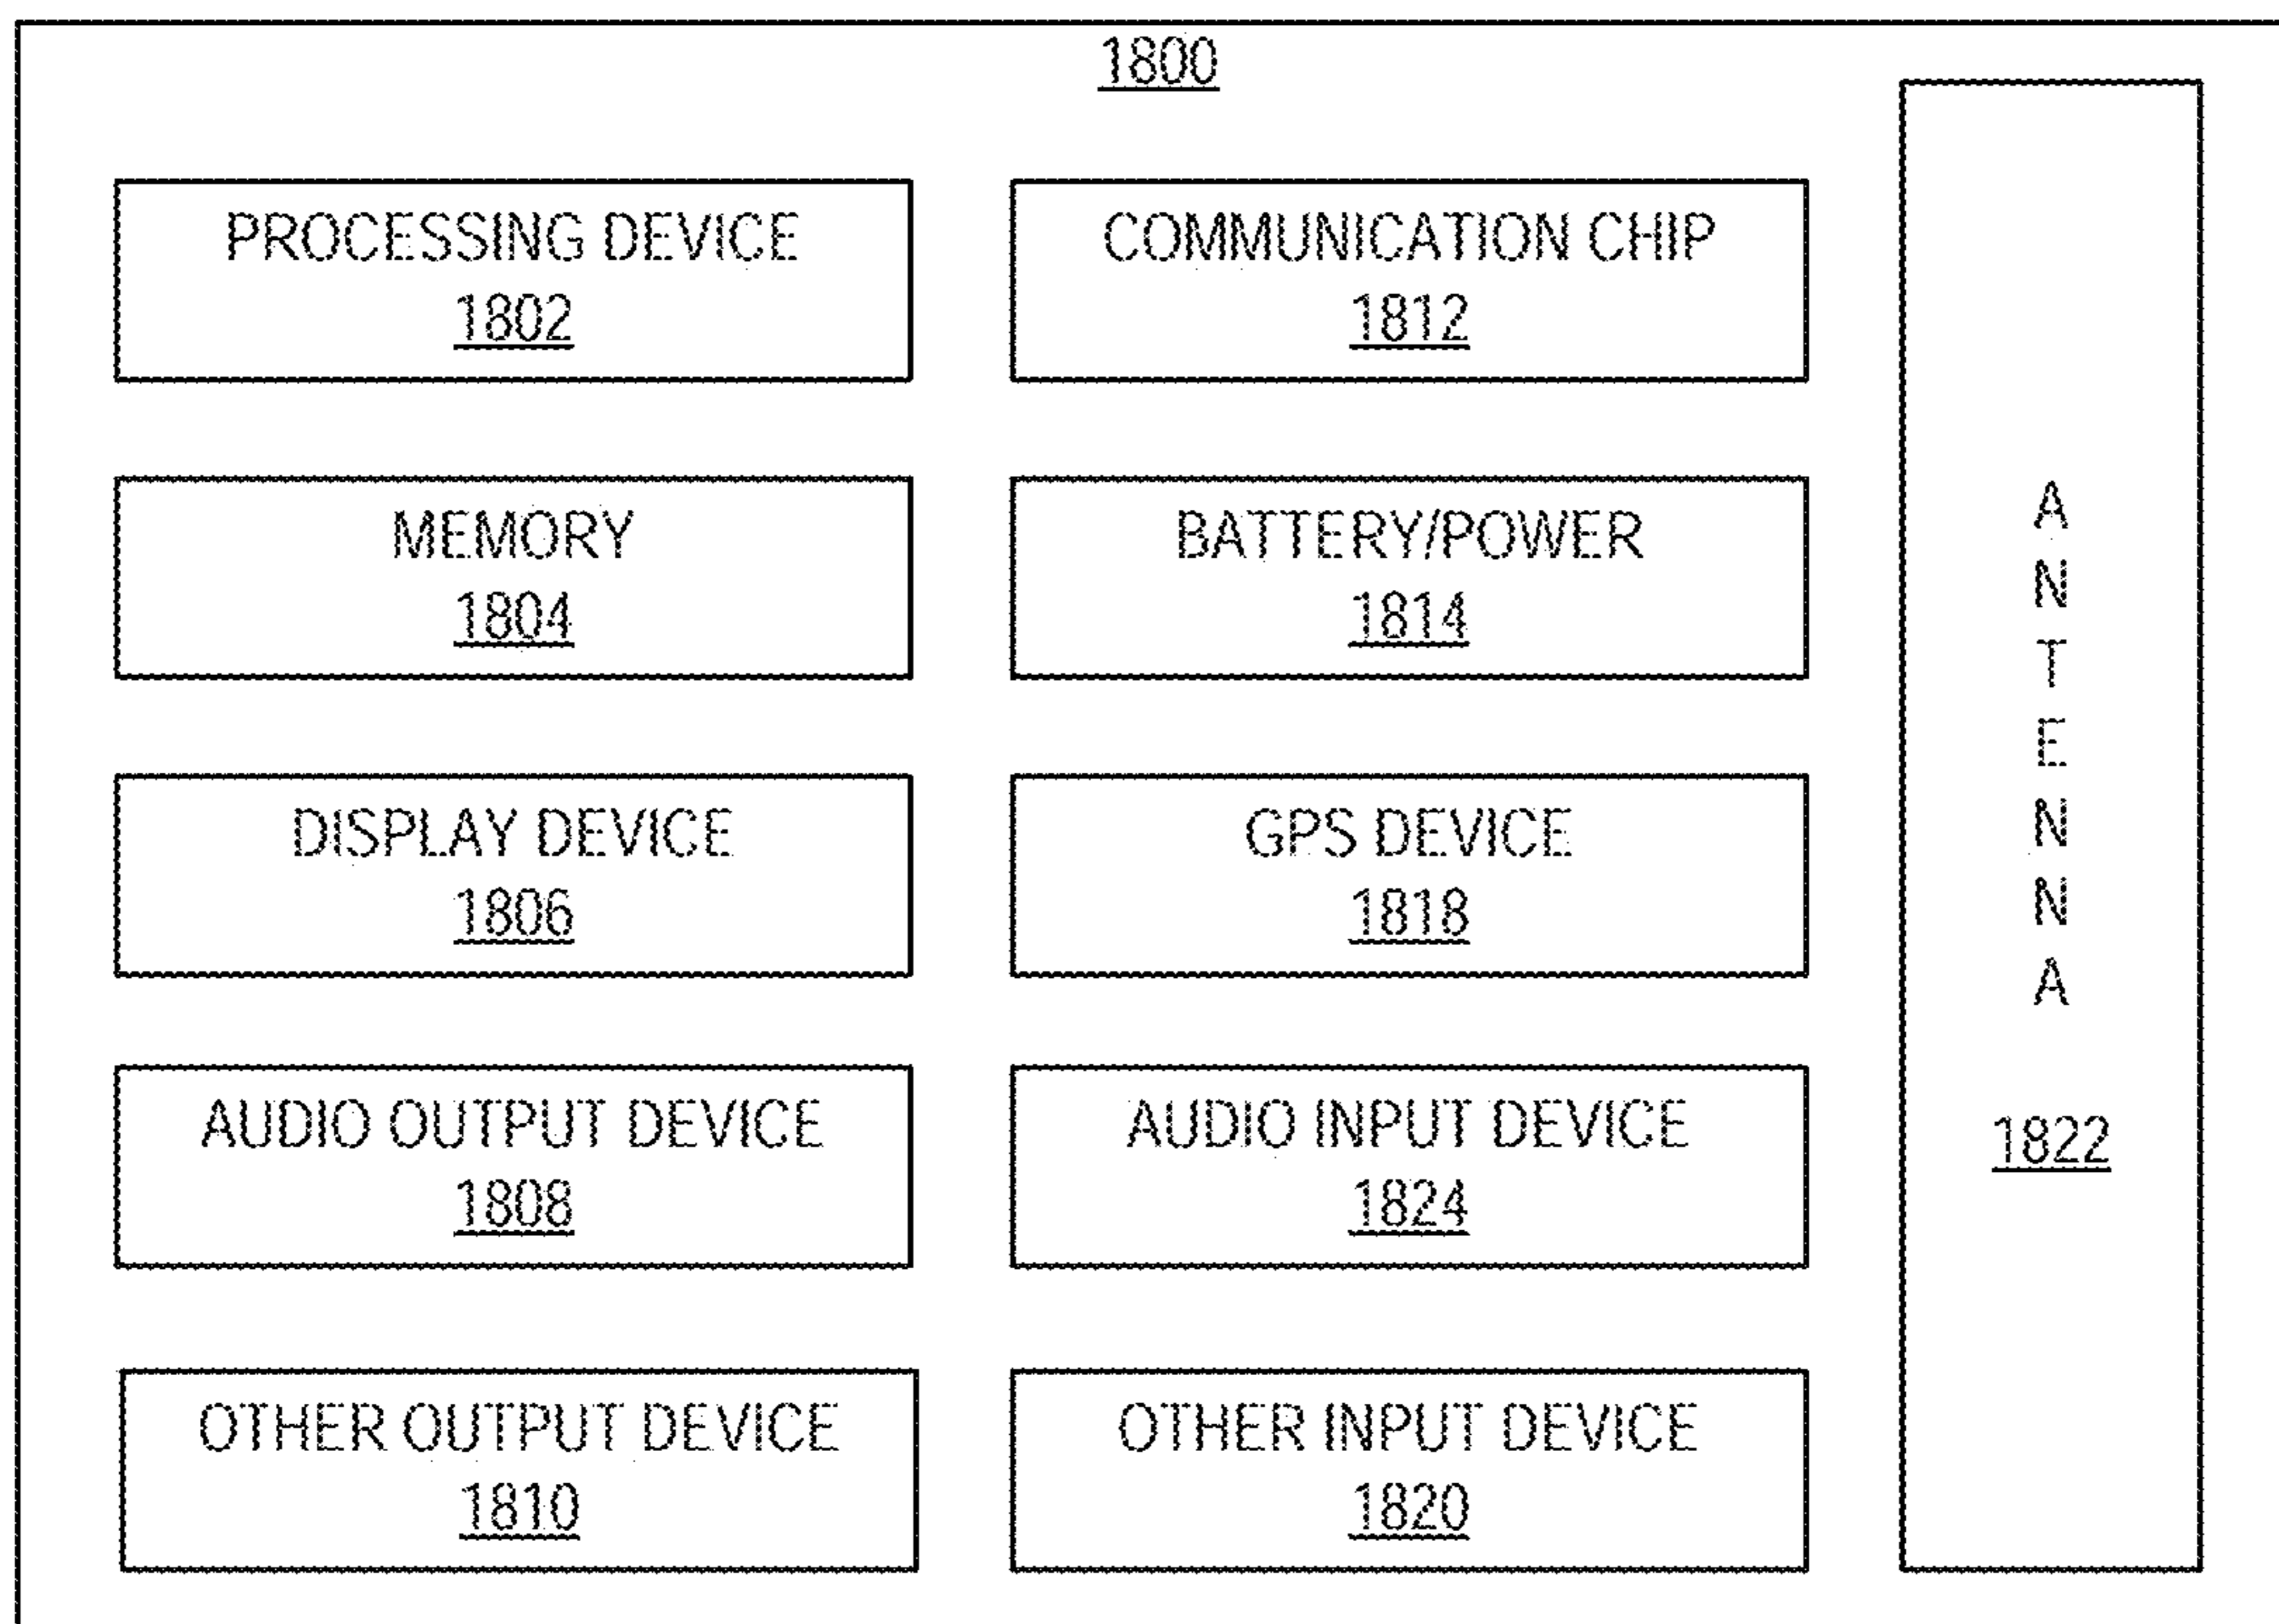 1800
PROCESSING DEVICE
1802
COMMUNICATION CHIP
1812
MEMORY
1804
BATTERY/POWER
1814
DISPLAY DEVICE
1806
GPS DEVICE
1818
AUDIO OUTPUT DEVICE
1808
AUDIO INPUT DEVICE
1824
OTHER OUTPUT DEVICE
1810
OTHER INPUT DEVICE
1820
ANTENNA
1822